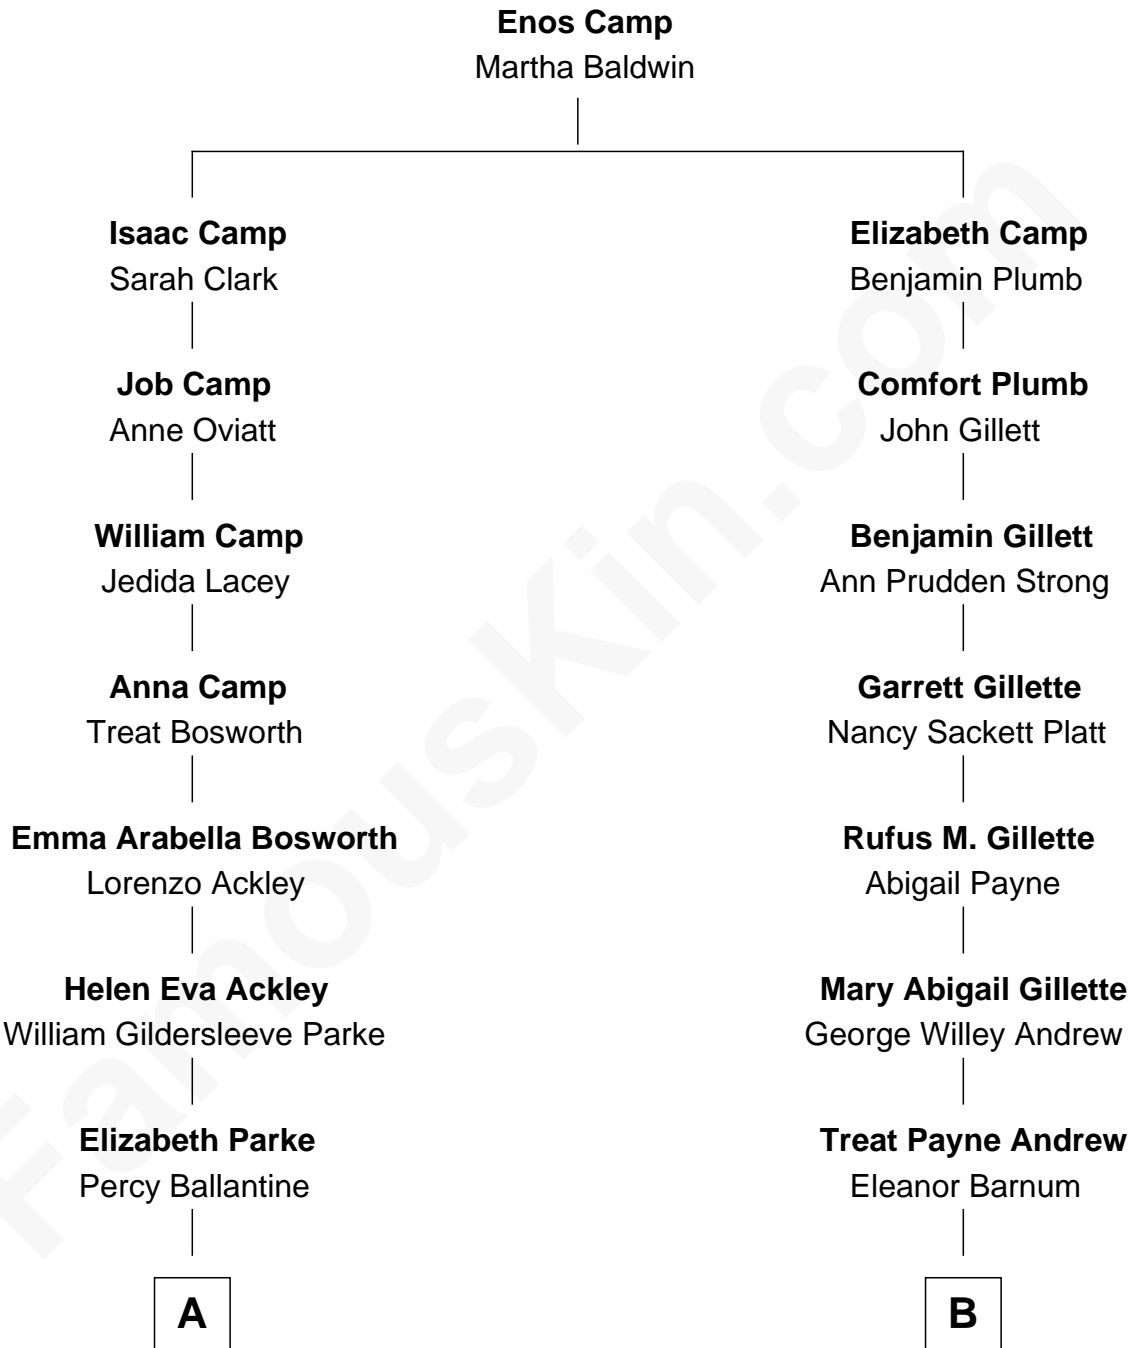 Enos Camp
Martha Baldwin
Isaac Camp
Sarah Clark
Elizabeth Camp
Benjamin Plumb
Job Camp
Anne Oviatt
Comfort Plumb
John Gillett
William Camp
Jedida Lacey
Benjamin Gillett
Ann Prudden Strong
Anna Camp
Treat Bosworth
Garrett Gillette
Nancy Sackett Platt
Emma Arabella Bosworth
Lorenzo Ackley
Rufus M. Gillette
Abigail Payne
Helen Eva Ackley
William Gildersleeve Parke
Mary Abigail Gillette
George Willey Andrew
Elizabeth Parke
Percy Ballantine
Treat Payne Andrew
Eleanor Barnum
A
B
FamousKin.com